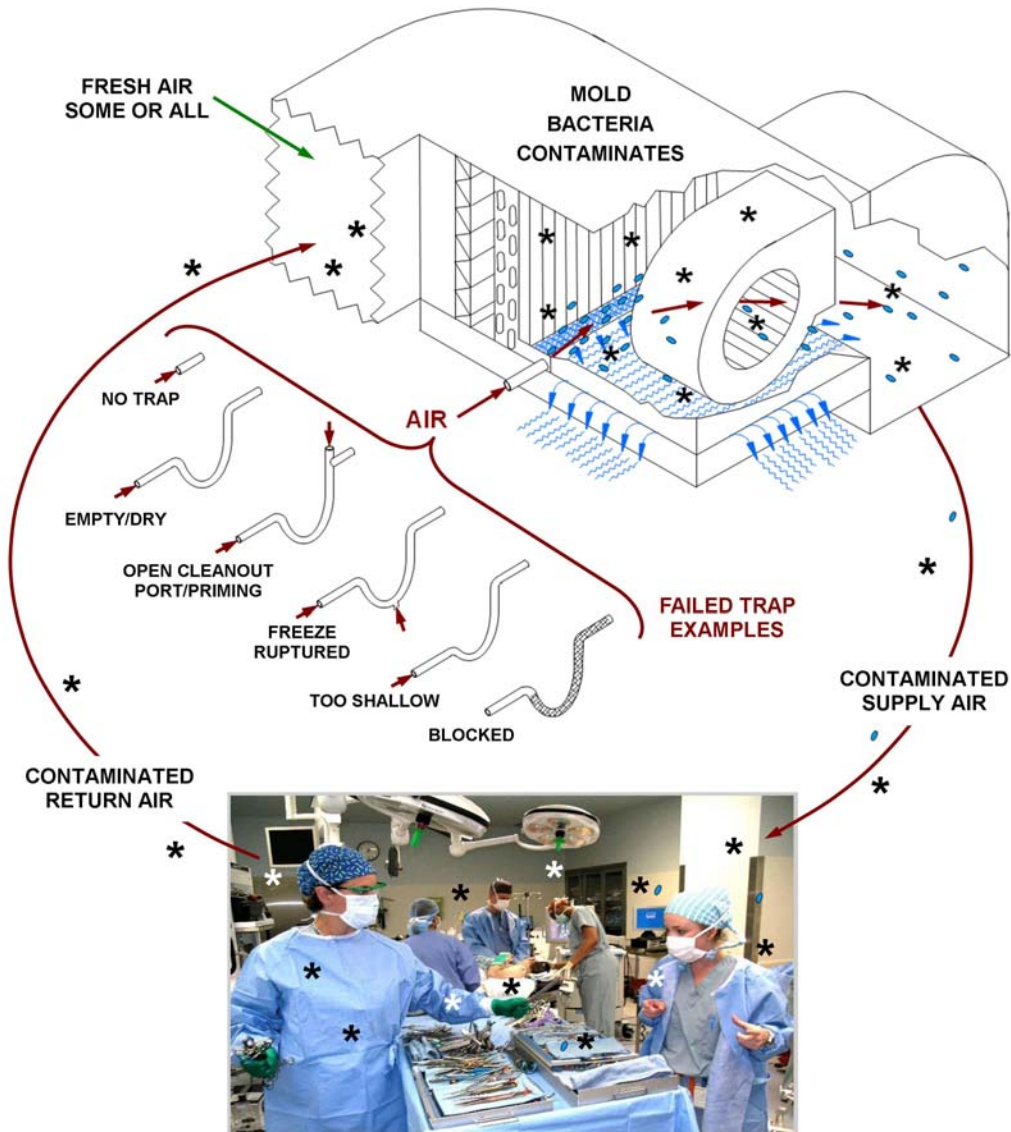 FRESH AIR
SOME OR ALL
MOLD
BACTERIA
CONTAMINATES
NO TRAP
AIR
EMPTY/DRY
OPEN CLEANOUT
PORT/PRIMING
FREEZE
RUPTURED
TOO SHALLOW
BLOCKED
FAILED TRAP
EXAMPLES
CONTAMINATED
SUPPLY AIR
CONTAMINATED
RETURN AIR